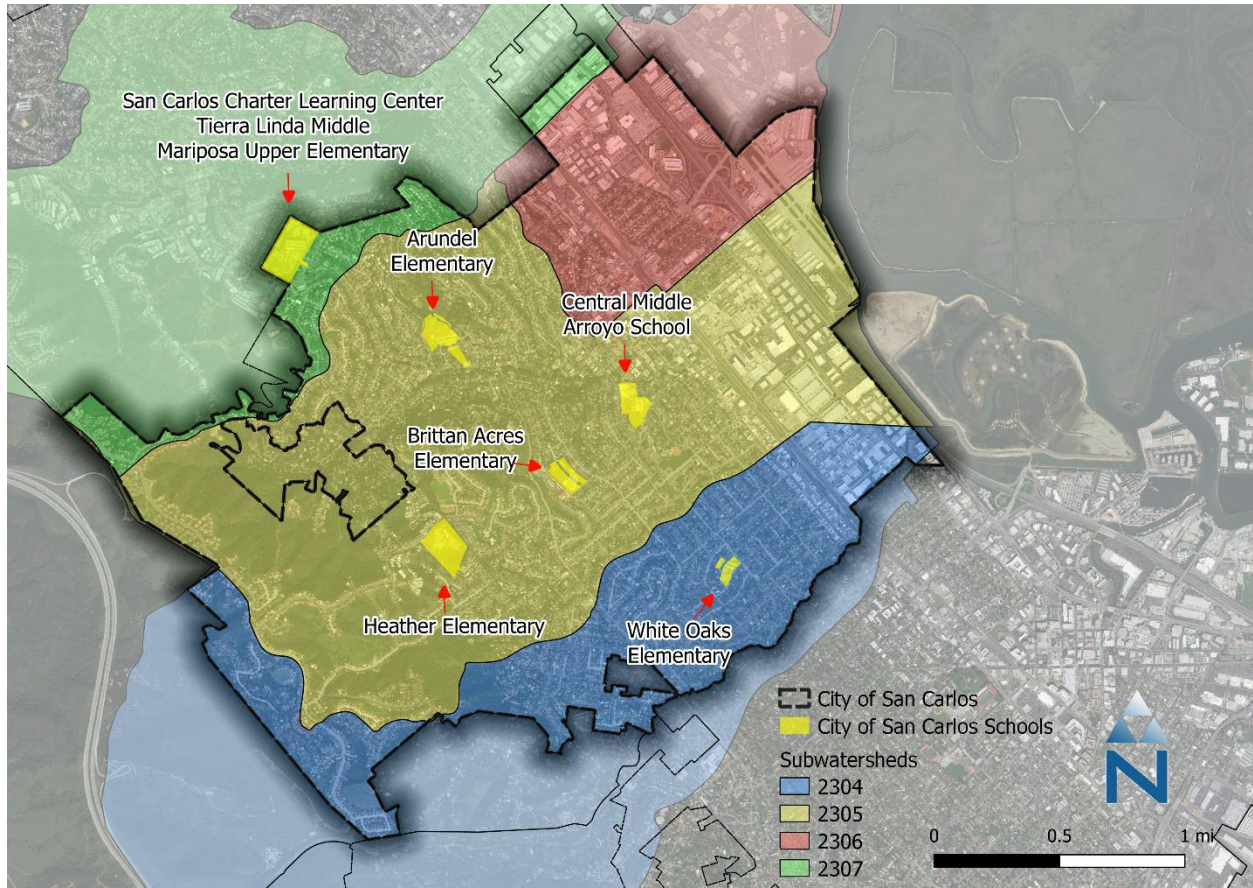 San Carlos Charter Learning Center
Tierra Linda Middle
Mariposa Upper Elementary
Arundel
Elementary
Central Middle
Arroyo School
Brittan Acres
Elementary
Heather Elementary
White Oaks
Elementary
City of San Carlos
City of San Carlos Schools
Subwatersheds
2304
2305
2306
2307
N
0
0.5
1 mi